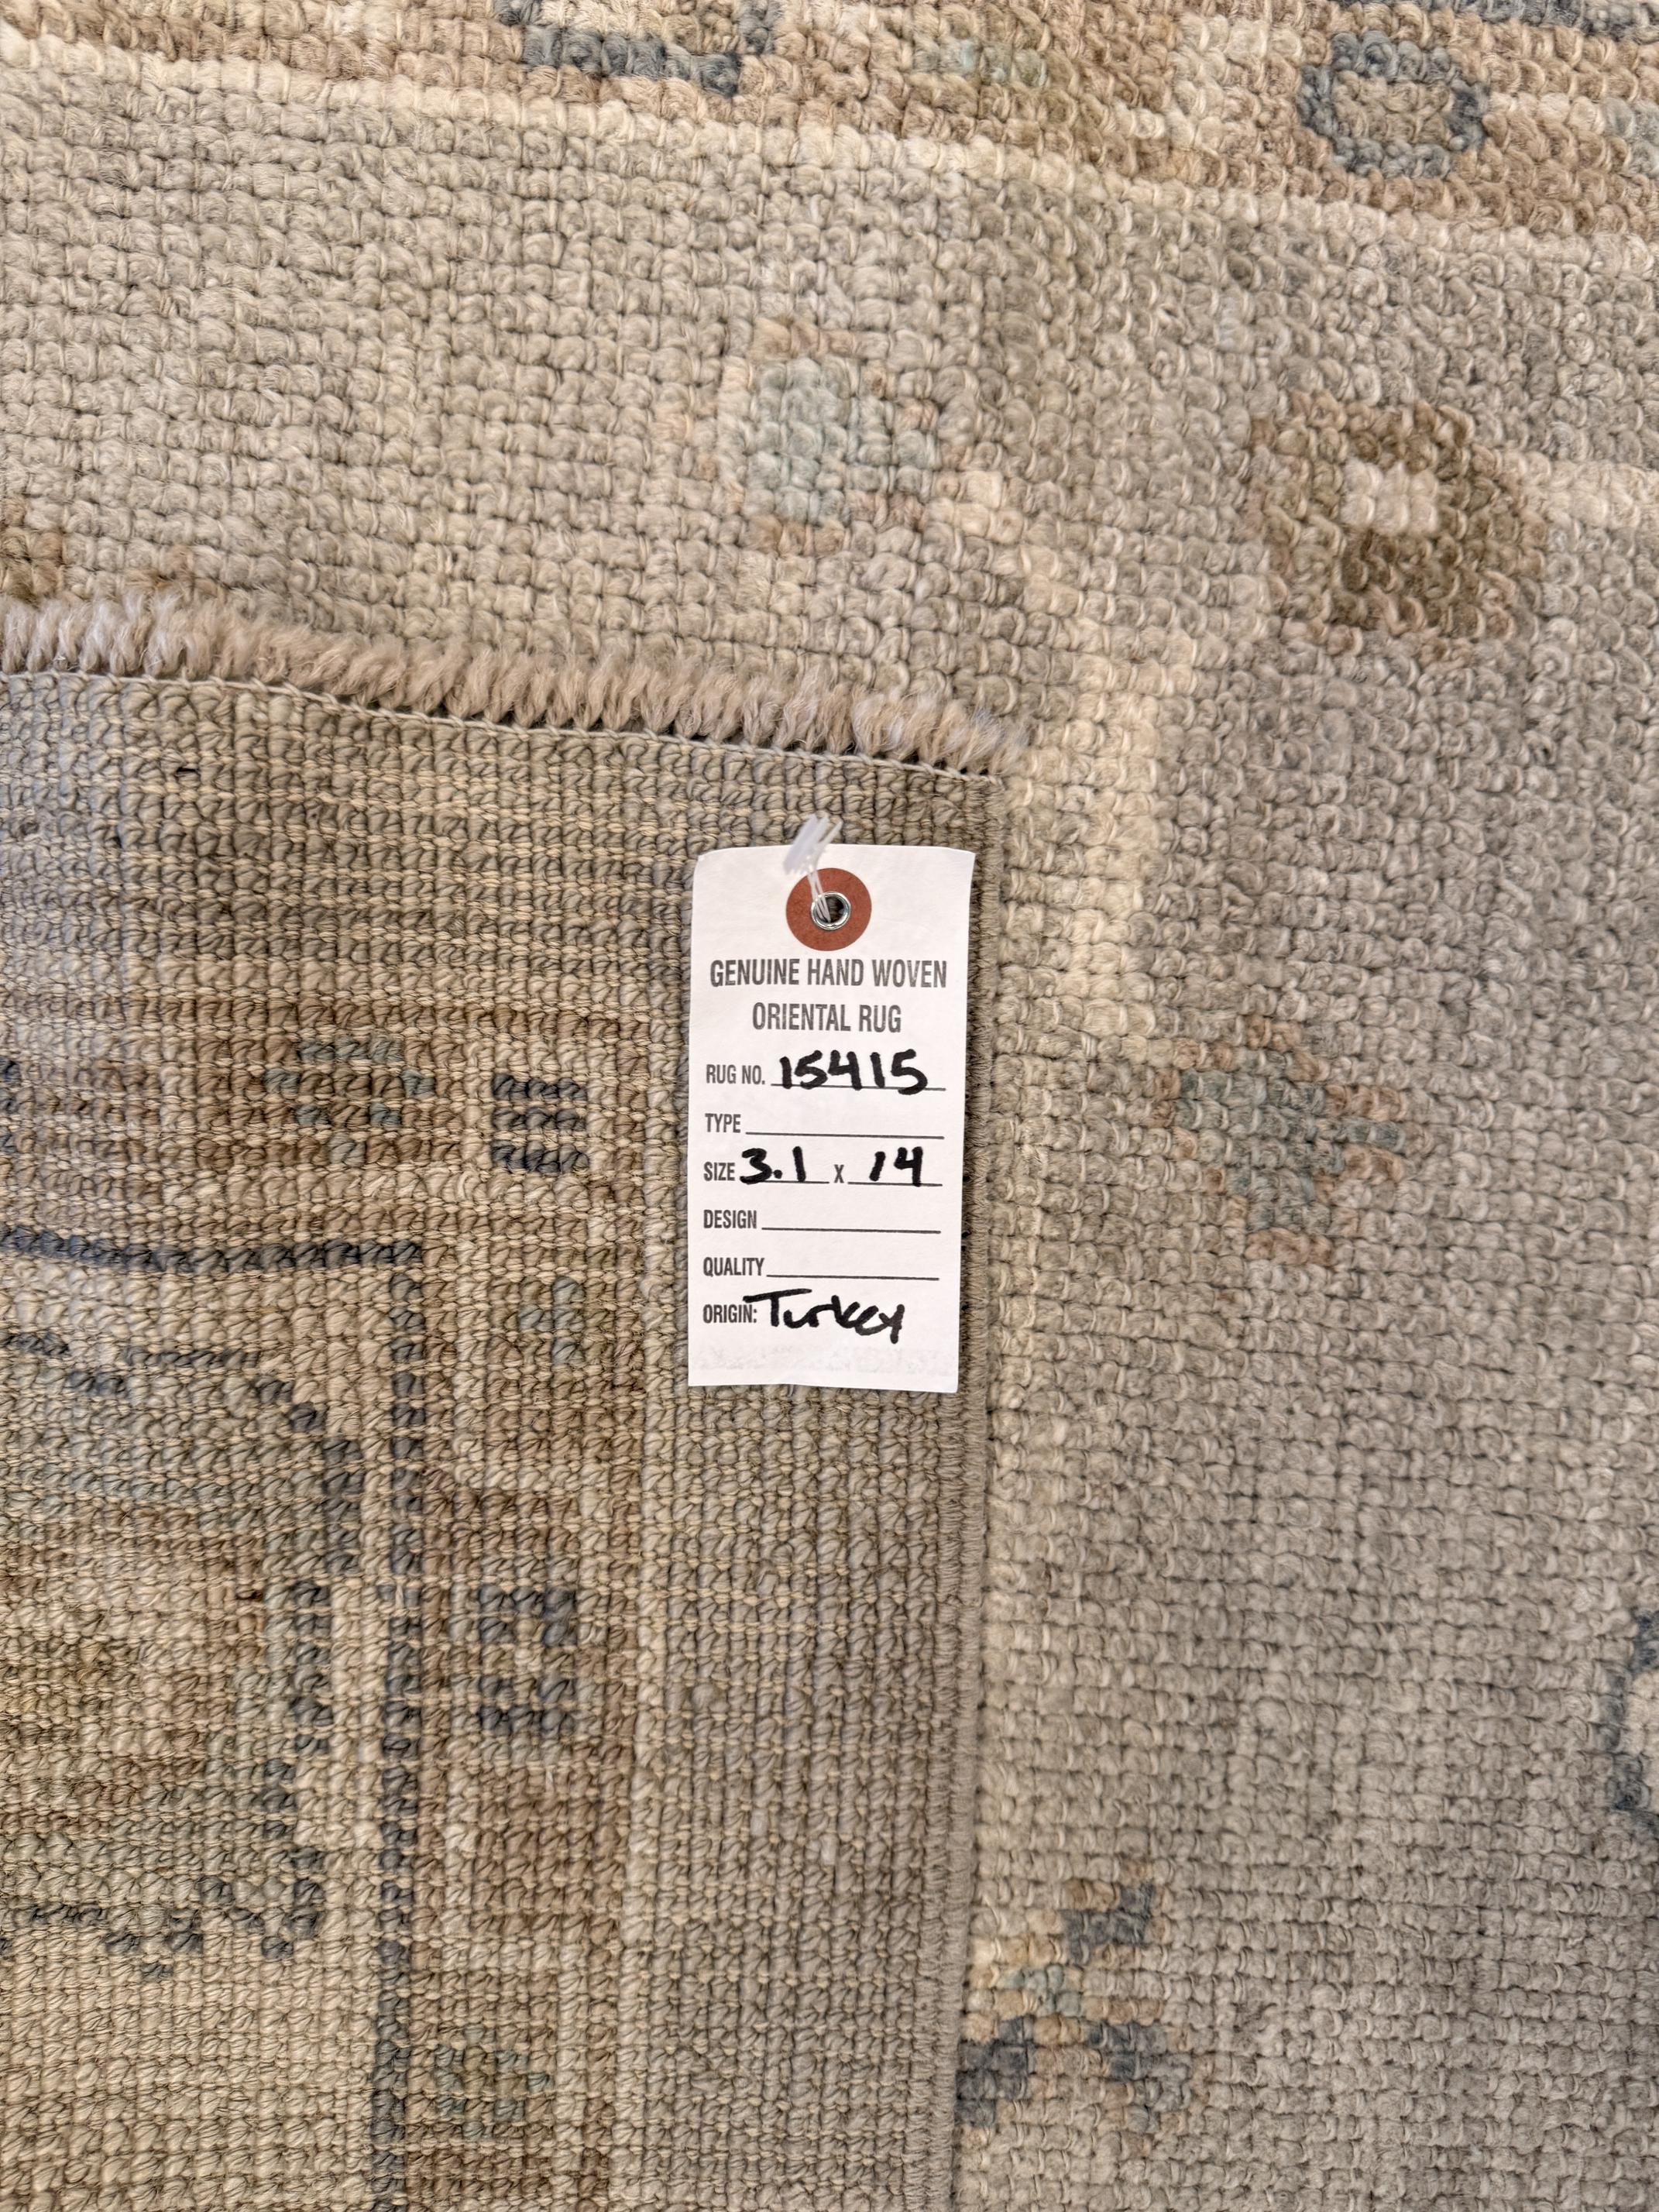 GENUINE HAND WOVEN
ORIENTAL RUG
RUG NO. 15415
TYPE
SIZE 3.1 x 14
DESIGN
QUALITY
ORIGIN: Turkey